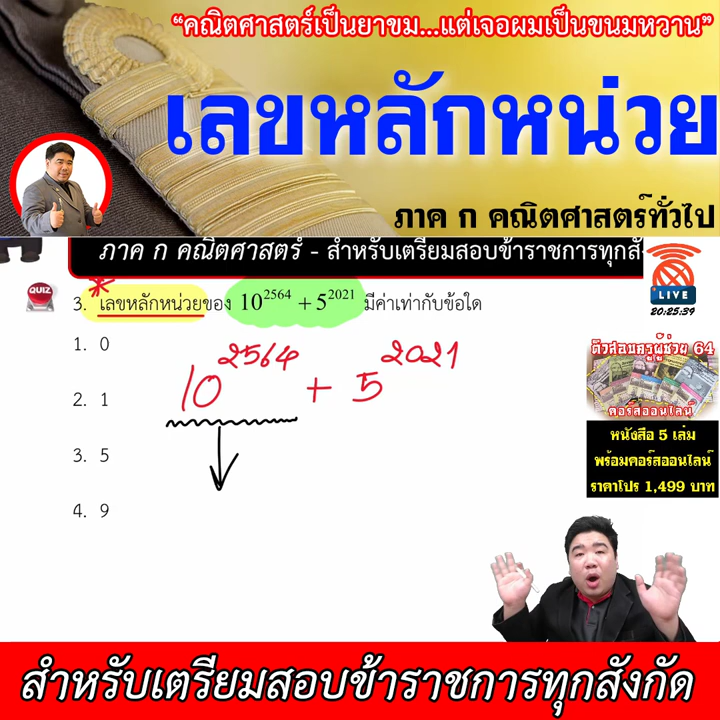 “คณิตศาสตร์เป็นยาขม...แต่เจอผมเป็นขนมหวาน”
เลขหลักหน่วย
ภาค ก คณิตศาสตร์ทั่วไป
ภาค ก คณิตศาสตร์ - สำหรับเตรียมสอบข้าราชการทุกสัง
QUIZ
3. เลขหลักหน่วยของ 10^2564 + 5^2021 มีค่าเท่ากับข้อใด
LIVE
20:25:39
1. 0
10^2564 + 5^2021
2. 1
3. 5
4. 9
ติวสอบครูผู้ช่วย 64
คอร์สออนไลน์
หนังสือ 5 เล่ม
พร้อมคอร์สออนไลน์
ราคาโปร 1,499 บาท
สำหรับเตรียมสอบข้าราชการทุกสังกัด